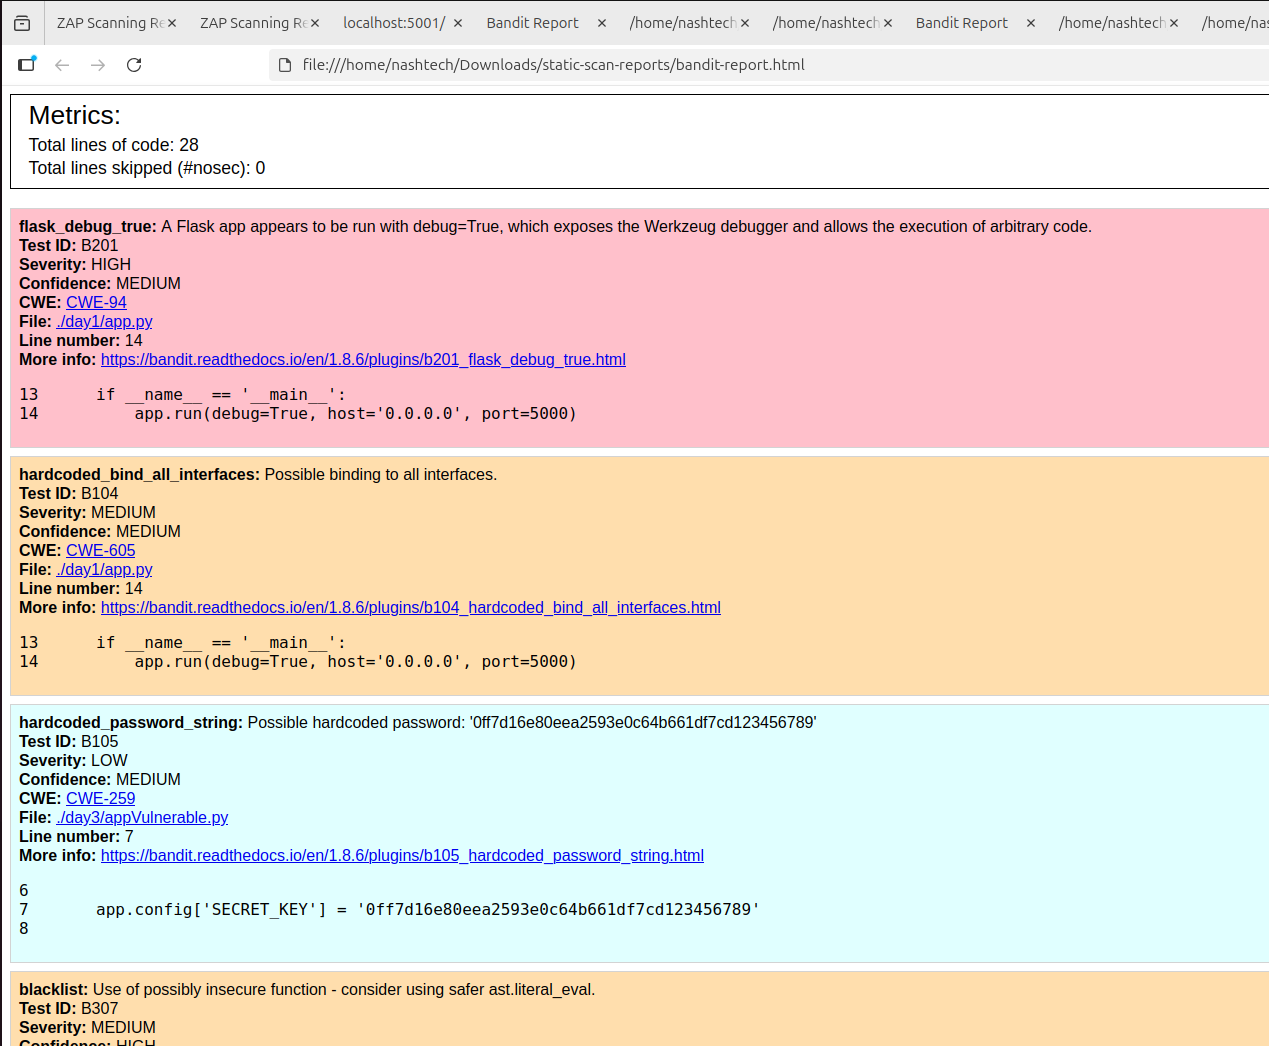 ZAP Scanning Re
ZAP Scanning Re
localhost:5001/
Bandit Report
/home/nashtech
/home/nashtech
Bandit Report
/home/nashtech
/home/nas
file:///home/nashtech/Downloads/static-scan-reports/bandit-report.html
Metrics:
Total lines of code: 28
Total lines skipped (#nosec): 0
flask_debug_true: A Flask app appears to be run with debug=True, which exposes the Werkzeug debugger and allows the execution of arbitrary code.
Test ID: B201
Severity: HIGH
Confidence: MEDIUM
CWE: CWE-94
File: ./day1/app.py
Line number: 14
More info: https://bandit.readthedocs.io/en/1.8.6/plugins/b201_flask_debug_true.html
13      if __name__ == '__main__':
14          app.run(debug=True, host='0.0.0.0', port=5000)
hardcoded_bind_all_interfaces: Possible binding to all interfaces.
Test ID: B104
Severity: MEDIUM
Confidence: MEDIUM
CWE: CWE-605
File: ./day1/app.py
Line number: 14
More info: https://bandit.readthedocs.io/en/1.8.6/plugins/b104_hardcoded_bind_all_interfaces.html
13      if __name__ == '__main__':
14          app.run(debug=True, host='0.0.0.0', port=5000)
hardcoded_password_string: Possible hardcoded password: '0ff7d16e80eea2593e0c64b661df7cd123456789'
Test ID: B105
Severity: LOW
Confidence: MEDIUM
CWE: CWE-259
File: ./day3/appVulnerable.py
Line number: 7
More info: https://bandit.readthedocs.io/en/1.8.6/plugins/b105_hardcoded_password_string.html
6
7       app.config['SECRET_KEY'] = '0ff7d16e80eea2593e0c64b661df7cd123456789'
8
blacklist: Use of possibly insecure function - consider using safer ast.literal_eval.
Test ID: B307
Severity: MEDIUM
Confidence: HIGH